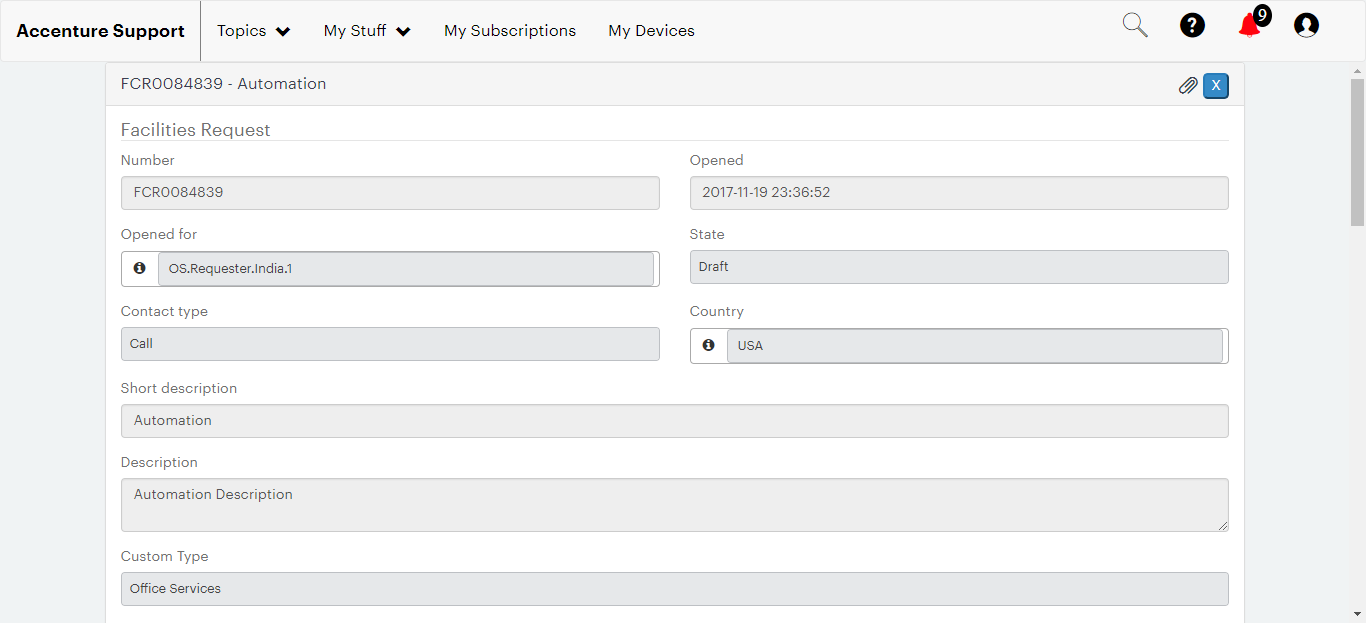 Accenture Support Topics My Stuff My Subscriptions My Devices 9
FCR0084839 - Automation X
Facilities Request
Number Opened
FCR0084839 2017-11-19 23:36:52
Opened for State
OS.Requester.India.1 Draft
Contact type Country
Call USA
Short description
Automation
Description
Automation Description
Custom Type
Office Services